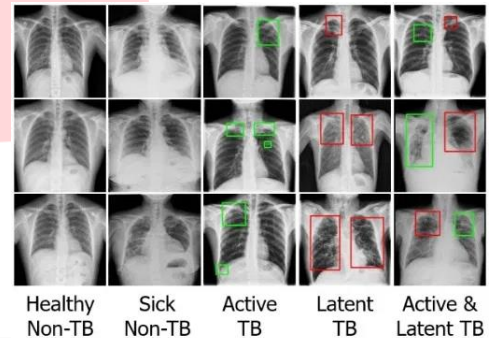 Healthy
Non-TB
Sick
Non-TB
Active
TB
Latent
TB
Active &
Latent TB